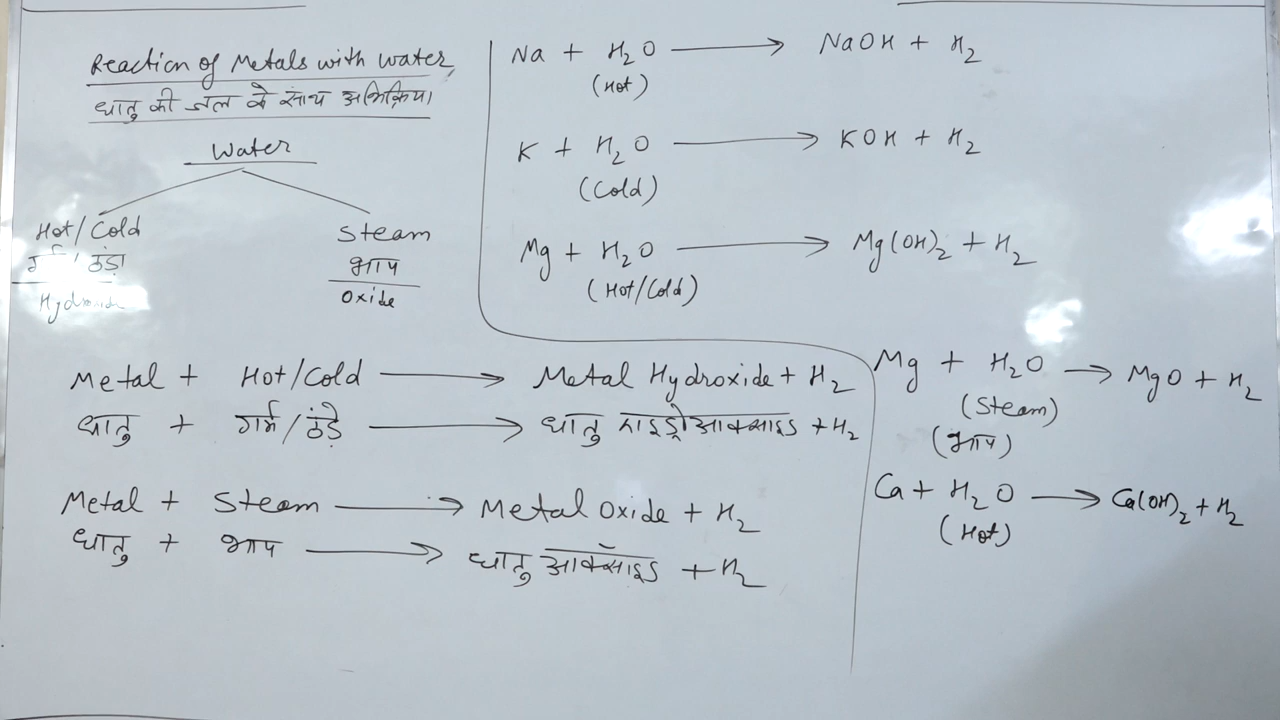 Reaction of Metals with water
धातु की जल के साथ अभिक्रिया
Water
Hot/Cold
गर्म / ठंडा
Hydroxide
Steam
भाप
Oxide
Metal + Hot/Cold ⟶ Metal Hydroxide + H₂
धातु + गर्म/ठंडे ⟶ धातु हाइड्रोआक्साइड + H₂
Metal + Steam ⟶ Metal Oxide + H₂
धातु + भाप ⟶ धातु ऑक्साइड + H₂
Na + H₂O ⟶ NaOH + H₂
(Hot)
K + H₂O ⟶ KOH + H₂
(Cold)
Mg + H₂O ⟶ Mg(OH)₂ + H₂
(Hot/Cold)
Mg + H₂O ⟶ MgO + H₂
(Steam)
(भाप)
Ca + H₂O ⟶ Ca(OH)₂ + H₂
(Hot)